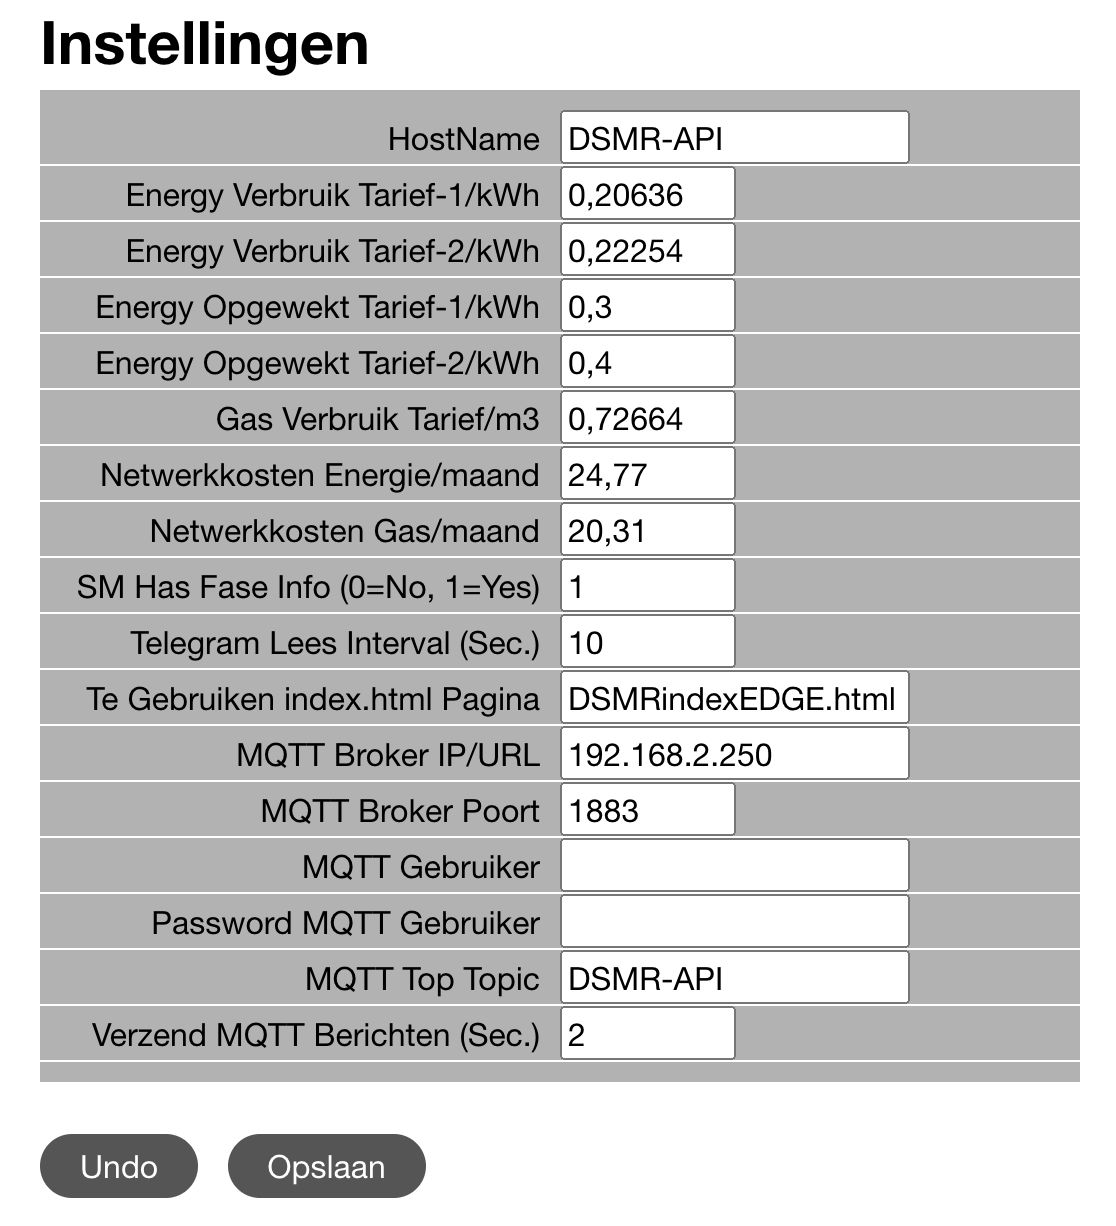 Instellingen
HostName DSMR-API
Energy Verbruik Tarief-1/kWh 0,20636
Energy Verbruik Tarief-2/kWh 0,22254
Energy Opgewekt Tarief-1/kWh 0,3
Energy Opgewekt Tarief-2/kWh 0,4
Gas Verbruik Tarief/m3 0,72664
Netwerkkosten Energie/maand 24,77
Netwerkkosten Gas/maand 20,31
SM Has Fase Info (0=No, 1=Yes) 1
Telegram Lees Interval (Sec.) 10
Te Gebruiken index.html Pagina DSMRindexEDGE.html
MQTT Broker IP/URL 192.168.2.250
MQTT Broker Poort 1883
MQTT Gebruiker
Password MQTT Gebruiker
MQTT Top Topic DSMR-API
Verzend MQTT Berichten (Sec.) 2
Undo Opslaan